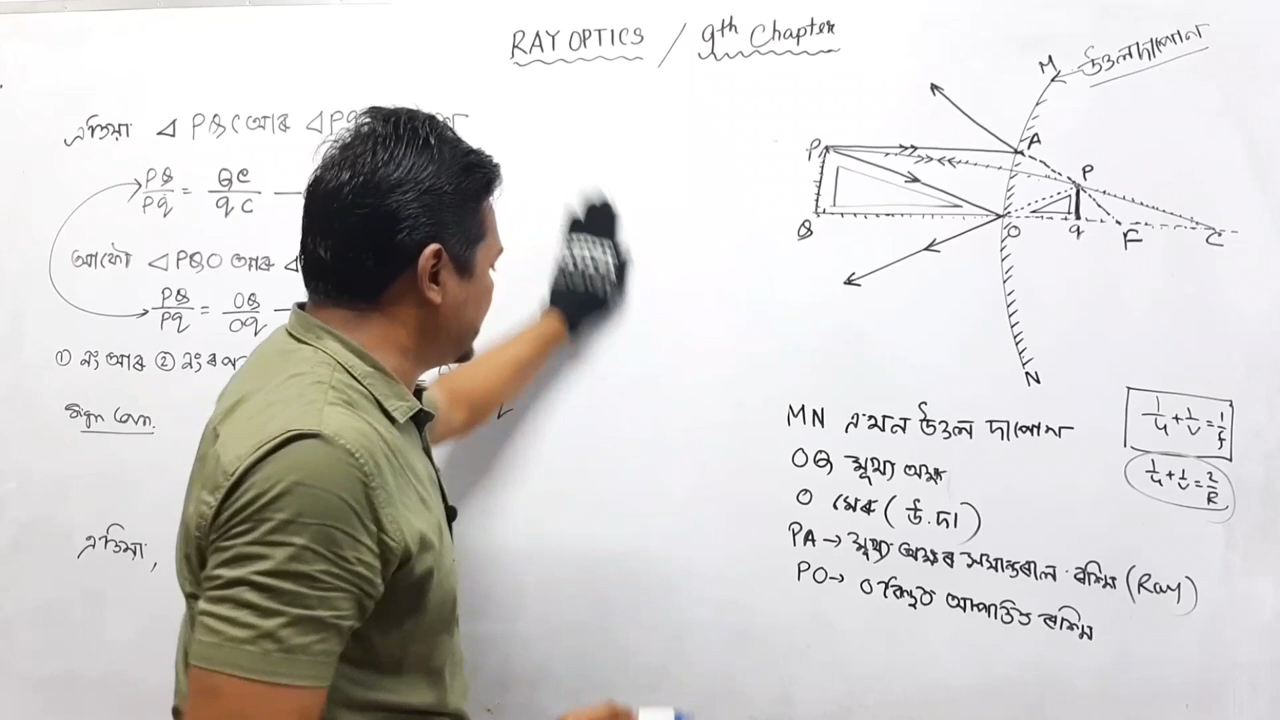 RAY OPTICS / 9th Chapter
এতিয়া ⊿ PQC আৰু ⊿ Pq
PQ/Pq = QC/qC —
আকৌ ⊿ PQO আৰু ⊿
PQ/Pq = OQ/Oq —
① নং আৰু ② নং ৰ পৰা
Sign Con.
এতিয়া,
M
উত্তল দাপোণ
P
A
P
Q
O
q
F
C
N
MN এখন উত্তল দাপোণ
OQ মূখ্য অক্ষ
O মেৰু (উ.দা)
PA → মূখ্য অক্ষৰ সমান্তৰাল ৰশ্মি (Ray)
PO → O বিন্দুত আপতিত ৰশ্মি
1/u + 1/v = 1/f
1/u + 1/v = 2/R